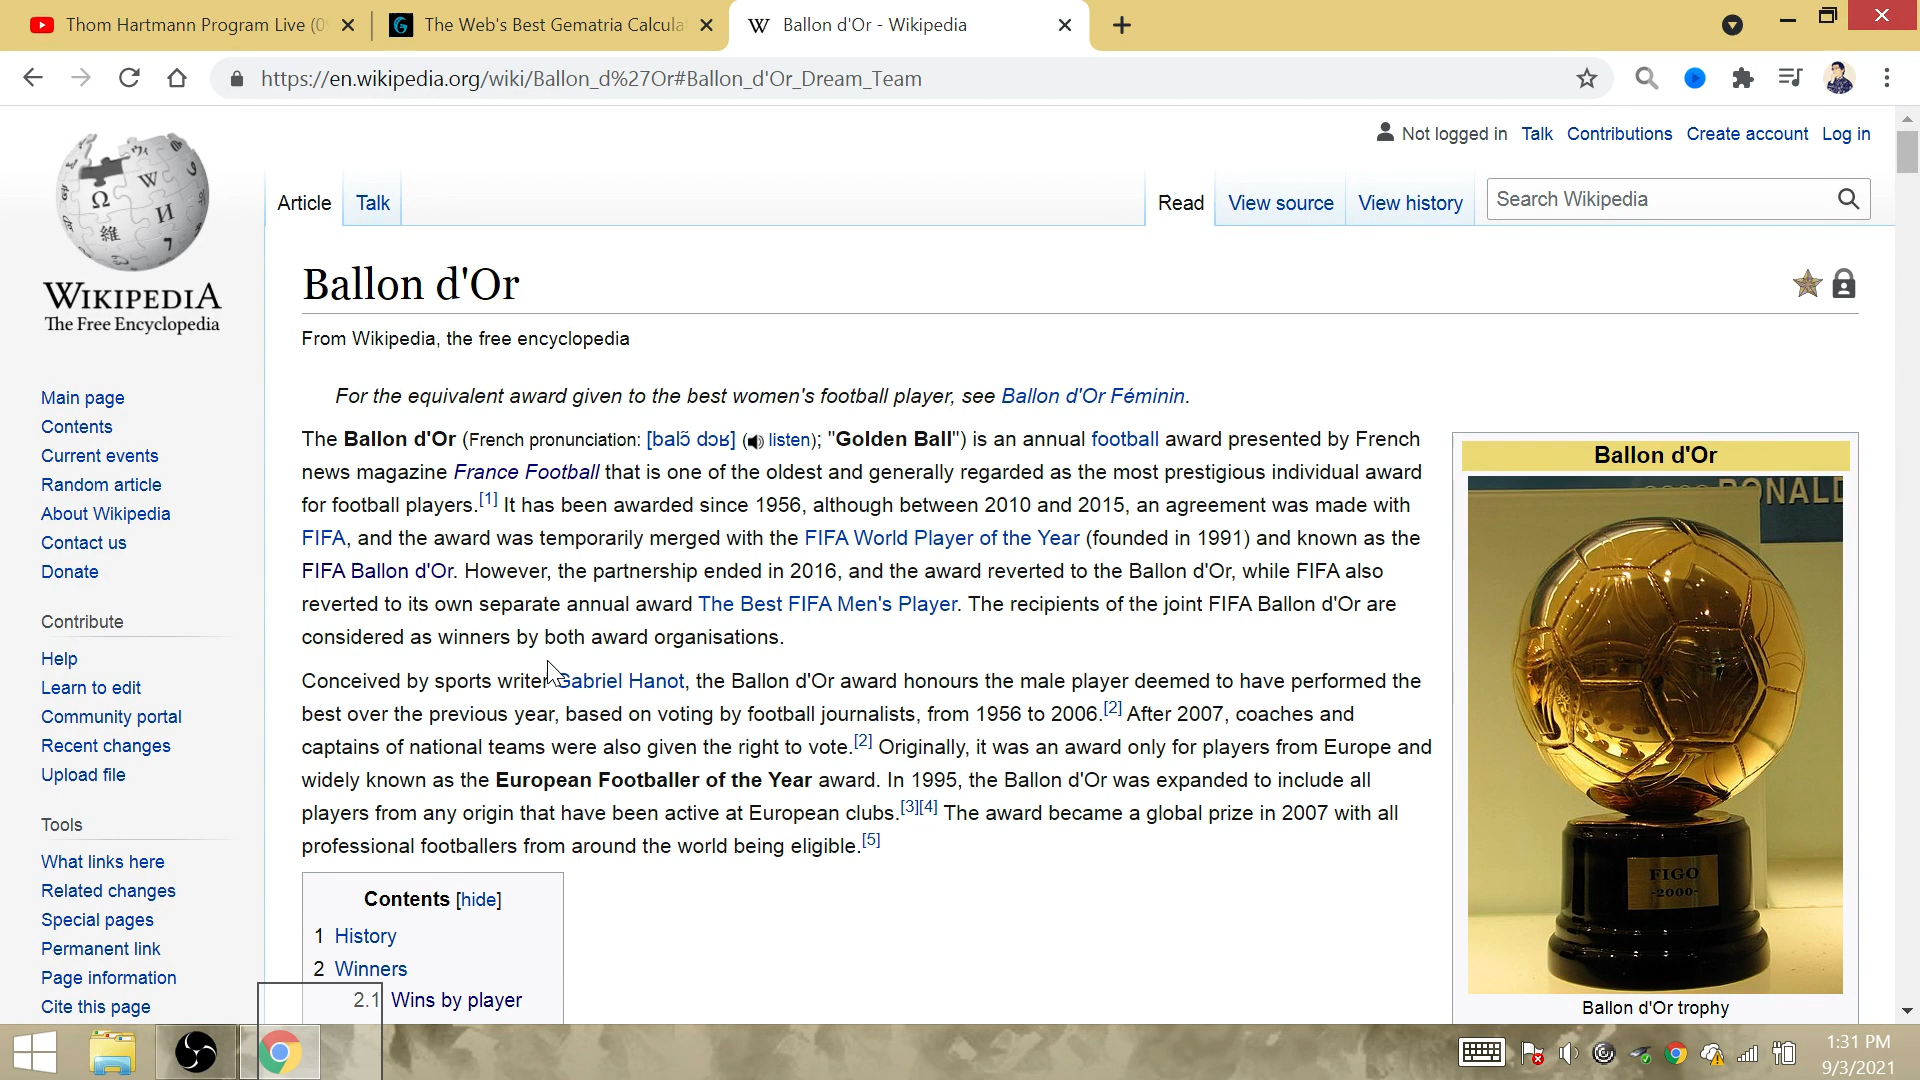 Thom Hartmann Program Live (0
The Web's Best Gematria Calcula
Ballon d'Or - Wikipedia
https://en.wikipedia.org/wiki/Ballon_d%27Or#Ballon_d'Or_Dream_Team
Not logged in Talk Contributions Create account Log in
Article Talk Read View source View history Search Wikipedia
WIKIPEDIA
The Free Encyclopedia
Main page
Contents
Current events
Random article
About Wikipedia
Contact us
Donate
Contribute
Help
Learn to edit
Community portal
Recent changes
Upload file
Tools
What links here
Related changes
Special pages
Permanent link
Page information
Cite this page
Ballon d'Or
From Wikipedia, the free encyclopedia
For the equivalent award given to the best women's football player, see Ballon d'Or Féminin.
The Ballon d'Or (French pronunciation: [balɔ̃ dɔʁ] (listen); "Golden Ball") is an annual football award presented by French
news magazine France Football that is one of the oldest and generally regarded as the most prestigious individual award
for football players.[1] It has been awarded since 1956, although between 2010 and 2015, an agreement was made with
FIFA, and the award was temporarily merged with the FIFA World Player of the Year (founded in 1991) and known as the
FIFA Ballon d'Or. However, the partnership ended in 2016, and the award reverted to the Ballon d'Or, while FIFA also
reverted to its own separate annual award The Best FIFA Men's Player. The recipients of the joint FIFA Ballon d'Or are
considered as winners by both award organisations.
Conceived by sports writer Gabriel Hanot, the Ballon d'Or award honours the male player deemed to have performed the
best over the previous year, based on voting by football journalists, from 1956 to 2006.[2] After 2007, coaches and
captains of national teams were also given the right to vote.[2] Originally, it was an award only for players from Europe and
widely known as the European Footballer of the Year award. In 1995, the Ballon d'Or was expanded to include all
players from any origin that have been active at European clubs.[3][4] The award became a global prize in 2007 with all
professional footballers from around the world being eligible.[5]
Contents [hide]
1 History
2 Winners
2.1 Wins by player
Ballon d'Or
RONALD
FIGO
-2000-
Ballon d'Or trophy
1:31 PM
9/3/2021